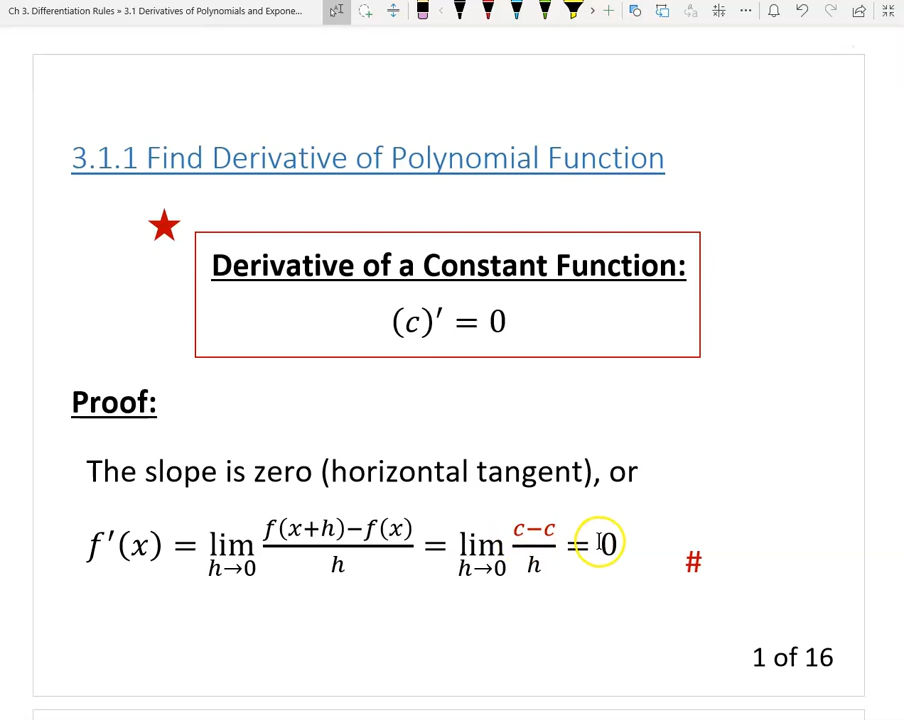 Ch 3. Differentiation Rules » 3.1 Derivatives of Polynomials and Expone...
3.1.1 Find Derivative of Polynomial Function
Derivative of a Constant Function:
(c)′ = 0
Proof:
The slope is zero (horizontal tangent), or
f′(x) = lim h→0 f(x+h)−f(x) / h = lim h→0 c−c / h = 0 #
1 of 16